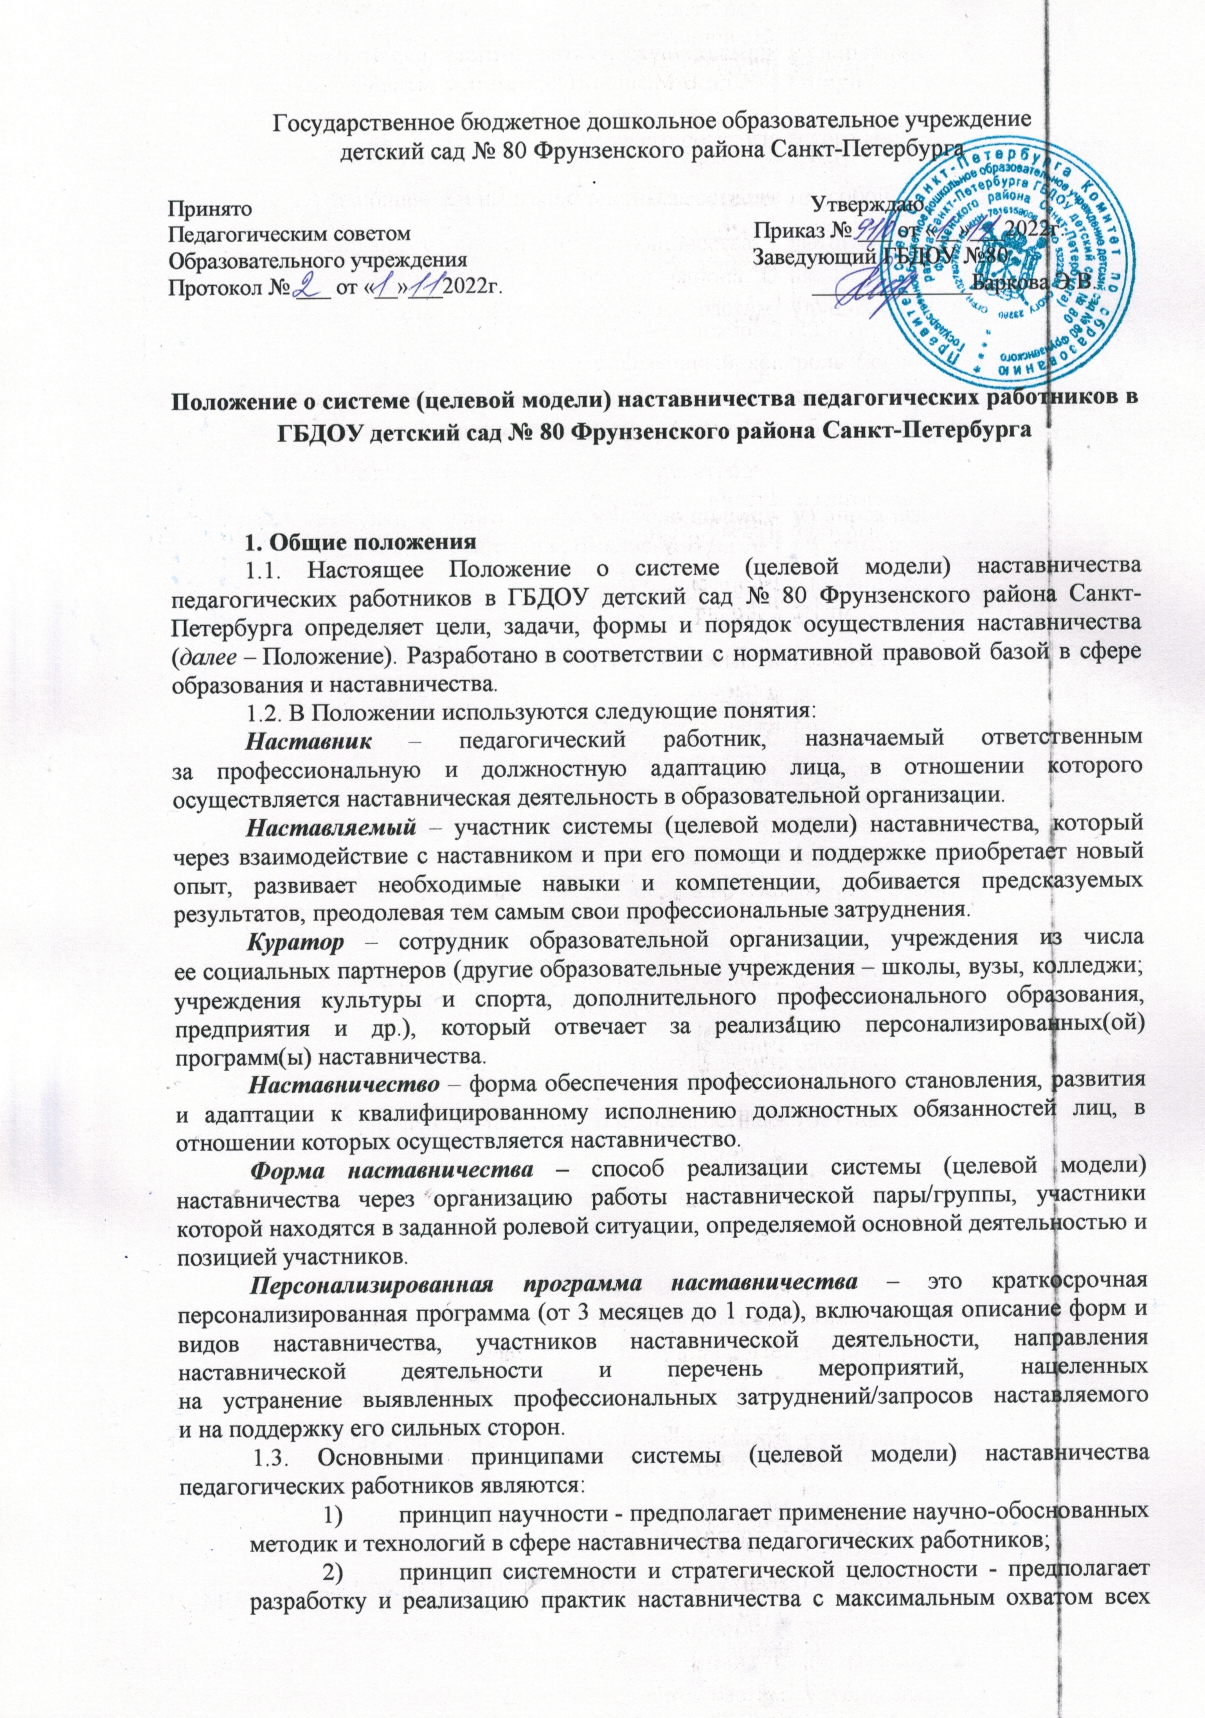 Государственное бюджетное дошкольное образовательное учреждение
детский сад № 80 Фрунзенского района Санкт-Петербурга
Принято
Педагогическим советом
Образовательного учреждения
Протокол № 2 от «1» 11 2022г.
Утверждаю
Приказ № от « » 2022г.
Заведующий ГБДОУ №80
Баркова Э.В.
Положение о системе (целевой модели) наставничества педагогических работников в
ГБДОУ детский сад № 80 Фрунзенского района Санкт-Петербурга
1. Общие положения
1.1. Настоящее Положение о системе (целевой модели) наставничества
педагогических работников в ГБДОУ детский сад № 80 Фрунзенского района Санкт-
Петербурга определяет цели, задачи, формы и порядок осуществления наставничества
(далее – Положение). Разработано в соответствии с нормативной правовой базой в сфере
образования и наставничества.
1.2. В Положении используются следующие понятия:
Наставник – педагогический работник, назначаемый ответственным
за профессиональную и должностную адаптацию лица, в отношении которого
осуществляется наставническая деятельность в образовательной организации.
Наставляемый – участник системы (целевой модели) наставничества, который
через взаимодействие с наставником и при его помощи и поддержке приобретает новый
опыт, развивает необходимые навыки и компетенции, добивается предсказуемых
результатов, преодолевая тем самым свои профессиональные затруднения.
Куратор – сотрудник образовательной организации, учреждения из числа
ее социальных партнеров (другие образовательные учреждения – школы, вузы, колледжи;
учреждения культуры и спорта, дополнительного профессионального образования,
предприятия и др.), который отвечает за реализацию персонализированных(ой)
программ(ы) наставничества.
Наставничество – форма обеспечения профессионального становления, развития
и адаптации к квалифицированному исполнению должностных обязанностей лиц, в
отношении которых осуществляется наставничество.
Форма наставничества – способ реализации системы (целевой модели)
наставничества через организацию работы наставнической пары/группы, участники
которой находятся в заданной ролевой ситуации, определяемой основной деятельностью и
позицией участников.
Персонализированная программа наставничества – это краткосрочная
персонализированная программа (от 3 месяцев до 1 года), включающая описание форм и
видов наставничества, участников наставнической деятельности, направления
наставнической деятельности и перечень мероприятий, нацеленных
на устранение выявленных профессиональных затруднений/запросов наставляемого
и на поддержку его сильных сторон.
1.3. Основными принципами системы (целевой модели) наставничества
педагогических работников являются:
1) принцип научности - предполагает применение научно-обоснованных
методик и технологий в сфере наставничества педагогических работников;
2) принцип системности и стратегической целостности - предполагает
разработку и реализацию практик наставничества с максимальным охватом всех